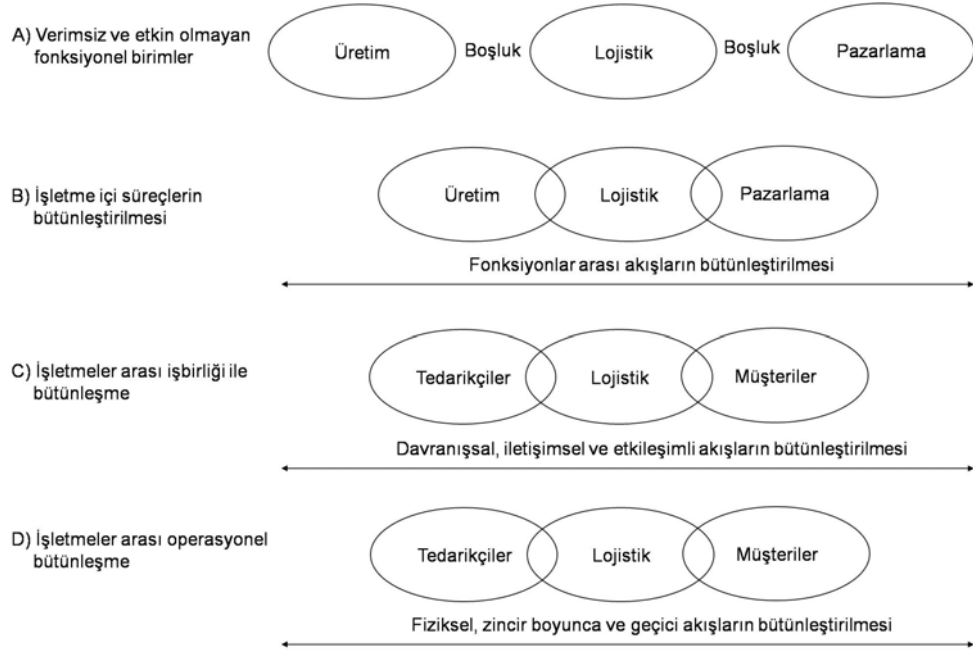 A) Verimsiz ve etkin olmayan
fonksiyonel birimler
Üretim
Boşluk
Lojistik
Boşluk
Pazarlama
B) İşletme içi süreçlerin
bütünleştirilmesi
Üretim
Lojistik
Pazarlama
Fonksiyonlar arası akışların bütünleştirilmesi
C) İşletmeler arası işbirliği ile
bütünleşme
Tedarikçiler
Lojistik
Müşteriler
Davranışsal, iletişimsel ve etkileşimli akışların bütünleştirilmesi
D) İşletmeler arası operasyonel
bütünleşme
Tedarikçiler
Lojistik
Müşteriler
Fiziksel, zincir boyunca ve geçici akışların bütünleştirilmesi